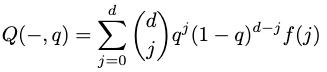 $Q(-, q) = \sum_{j=0}^{d} \binom{d}{j} q^{j} (1-q)^{d-j} f(j)$